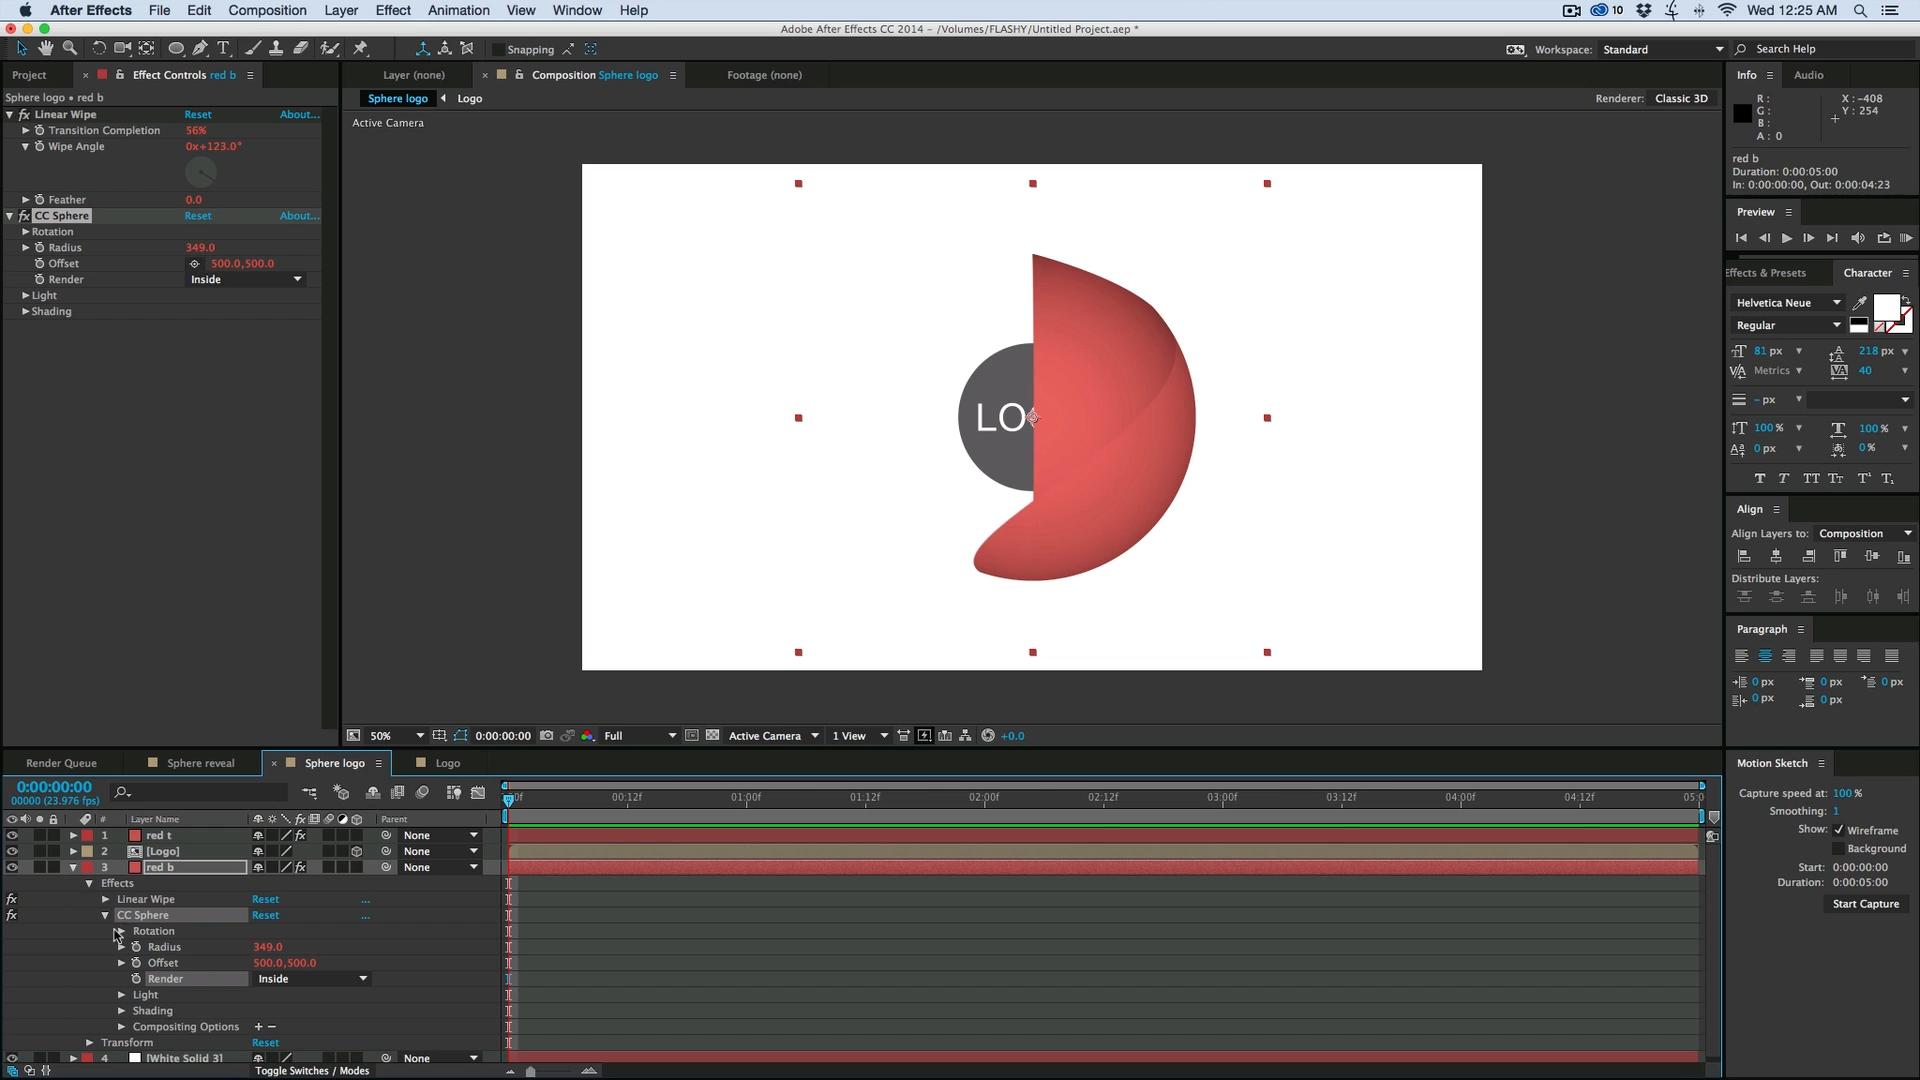 After Effects File Edit Composition Layer Effect Animation View Window Help
10 Wed 12:25 AM
Adobe After Effects CC 2014 - /Volumes/FLASHY/Untitled Project.aep *
Snapping
Workspace: Standard
Search Help
Project
Effect Controls red b
Layer (none)
Composition Sphere logo
Footage (none)
Info
Audio
Sphere logo • red b
Sphere logo
Logo
Renderer: Classic 3D
Active Camera
R :
G :
B :
A : 0
X : -408
Y : 254
red b
Duration: 0:00:05:00
In: 0:00:00:00, Out: 0:00:04:23
Linear Wipe Reset About...
Transition Completion 56%
Wipe Angle 0x+123.0°
Feather 0.0
CC Sphere Reset About...
Rotation
Radius 349.0
Offset 500.0,500.0
Render Inside
Light
Shading
LO
Preview
Effects & Presets
Character
Helvetica Neue
Regular
81 px
218 px
Metrics
40
- px
100 %
100 %
0 px
0 %
T T TT Tт T¹ T₁
Align
Align Layers to: Composition
Distribute Layers:
Paragraph
0 px 0 px 0 px
0 px 0 px
50%
0:00:00:00
Full
Active Camera
1 View
+0.0
Render Queue
Sphere reveal
Sphere logo
Logo
0:00:00:00
00000 (23.976 fps)
00:12f 01:00f 01:12f 02:00f 02:12f 03:00f 03:12f 04:00f 04:12f 05:0
# Layer Name
Parent
1 red t None
2 [Logo] None
3 red b None
Effects
Linear Wipe Reset ...
CC Sphere Reset ...
Rotation
Radius 349.0
Offset 500.0,500.0
Render Inside
Light
Shading
Compositing Options + −
Transform Reset
4 [White Solid 3] None
Toggle Switches / Modes
Motion Sketch
Capture speed at: 100 %
Smoothing: 1
Show: Wireframe
Background
Start: 0:00:00:00
Duration: 0:00:05:00
Start Capture